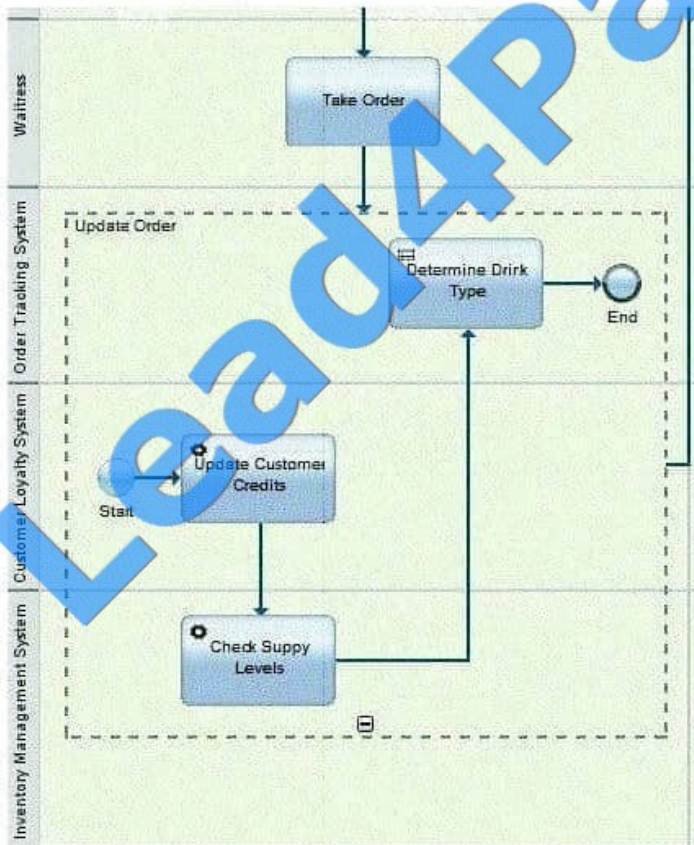 Waitress
Take Order
Order Tracking System
Update Order
Determine Drirk
Type
End
Customer Loyalty System
Start
Update Customer
Credits
Inventory Management System
Check Suppy
Levels